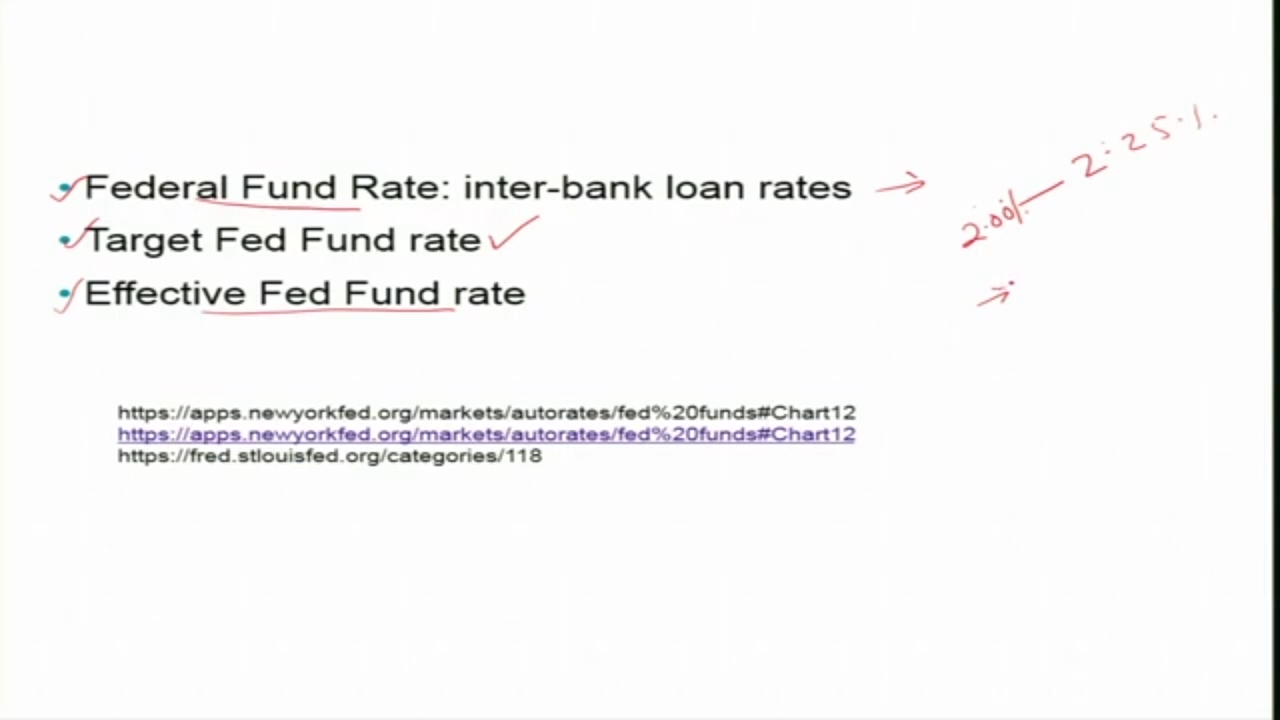 • Federal Fund Rate: inter-bank loan rates
2.00% — 2.25%
• Target Fed Fund rate
• Effective Fed Fund rate
https://apps.newyorkfed.org/markets/autorates/fed%20funds#Chart12
https://apps.newyorkfed.org/markets/autorates/fed%20funds#Chart12
https://fred.stlouisfed.org/categories/118